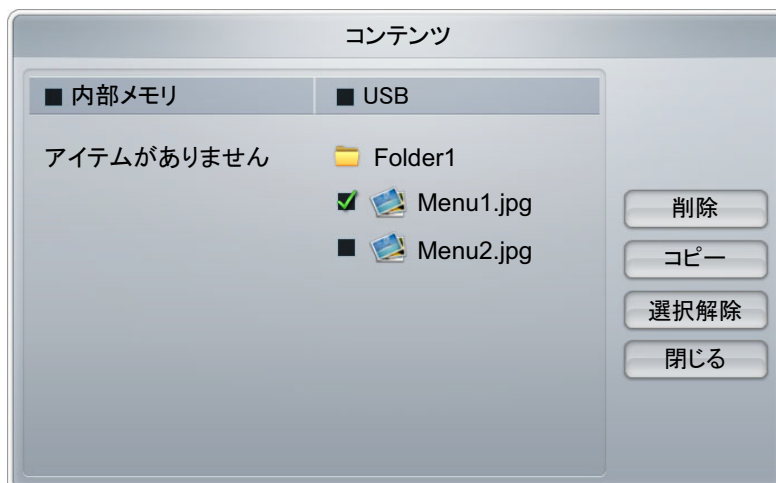 コンテンツ
内部メモリ
USB
アイテムがありません
Folder1
Menu1.jpg
Menu2.jpg
削除
コピー
選択解除
閉じる